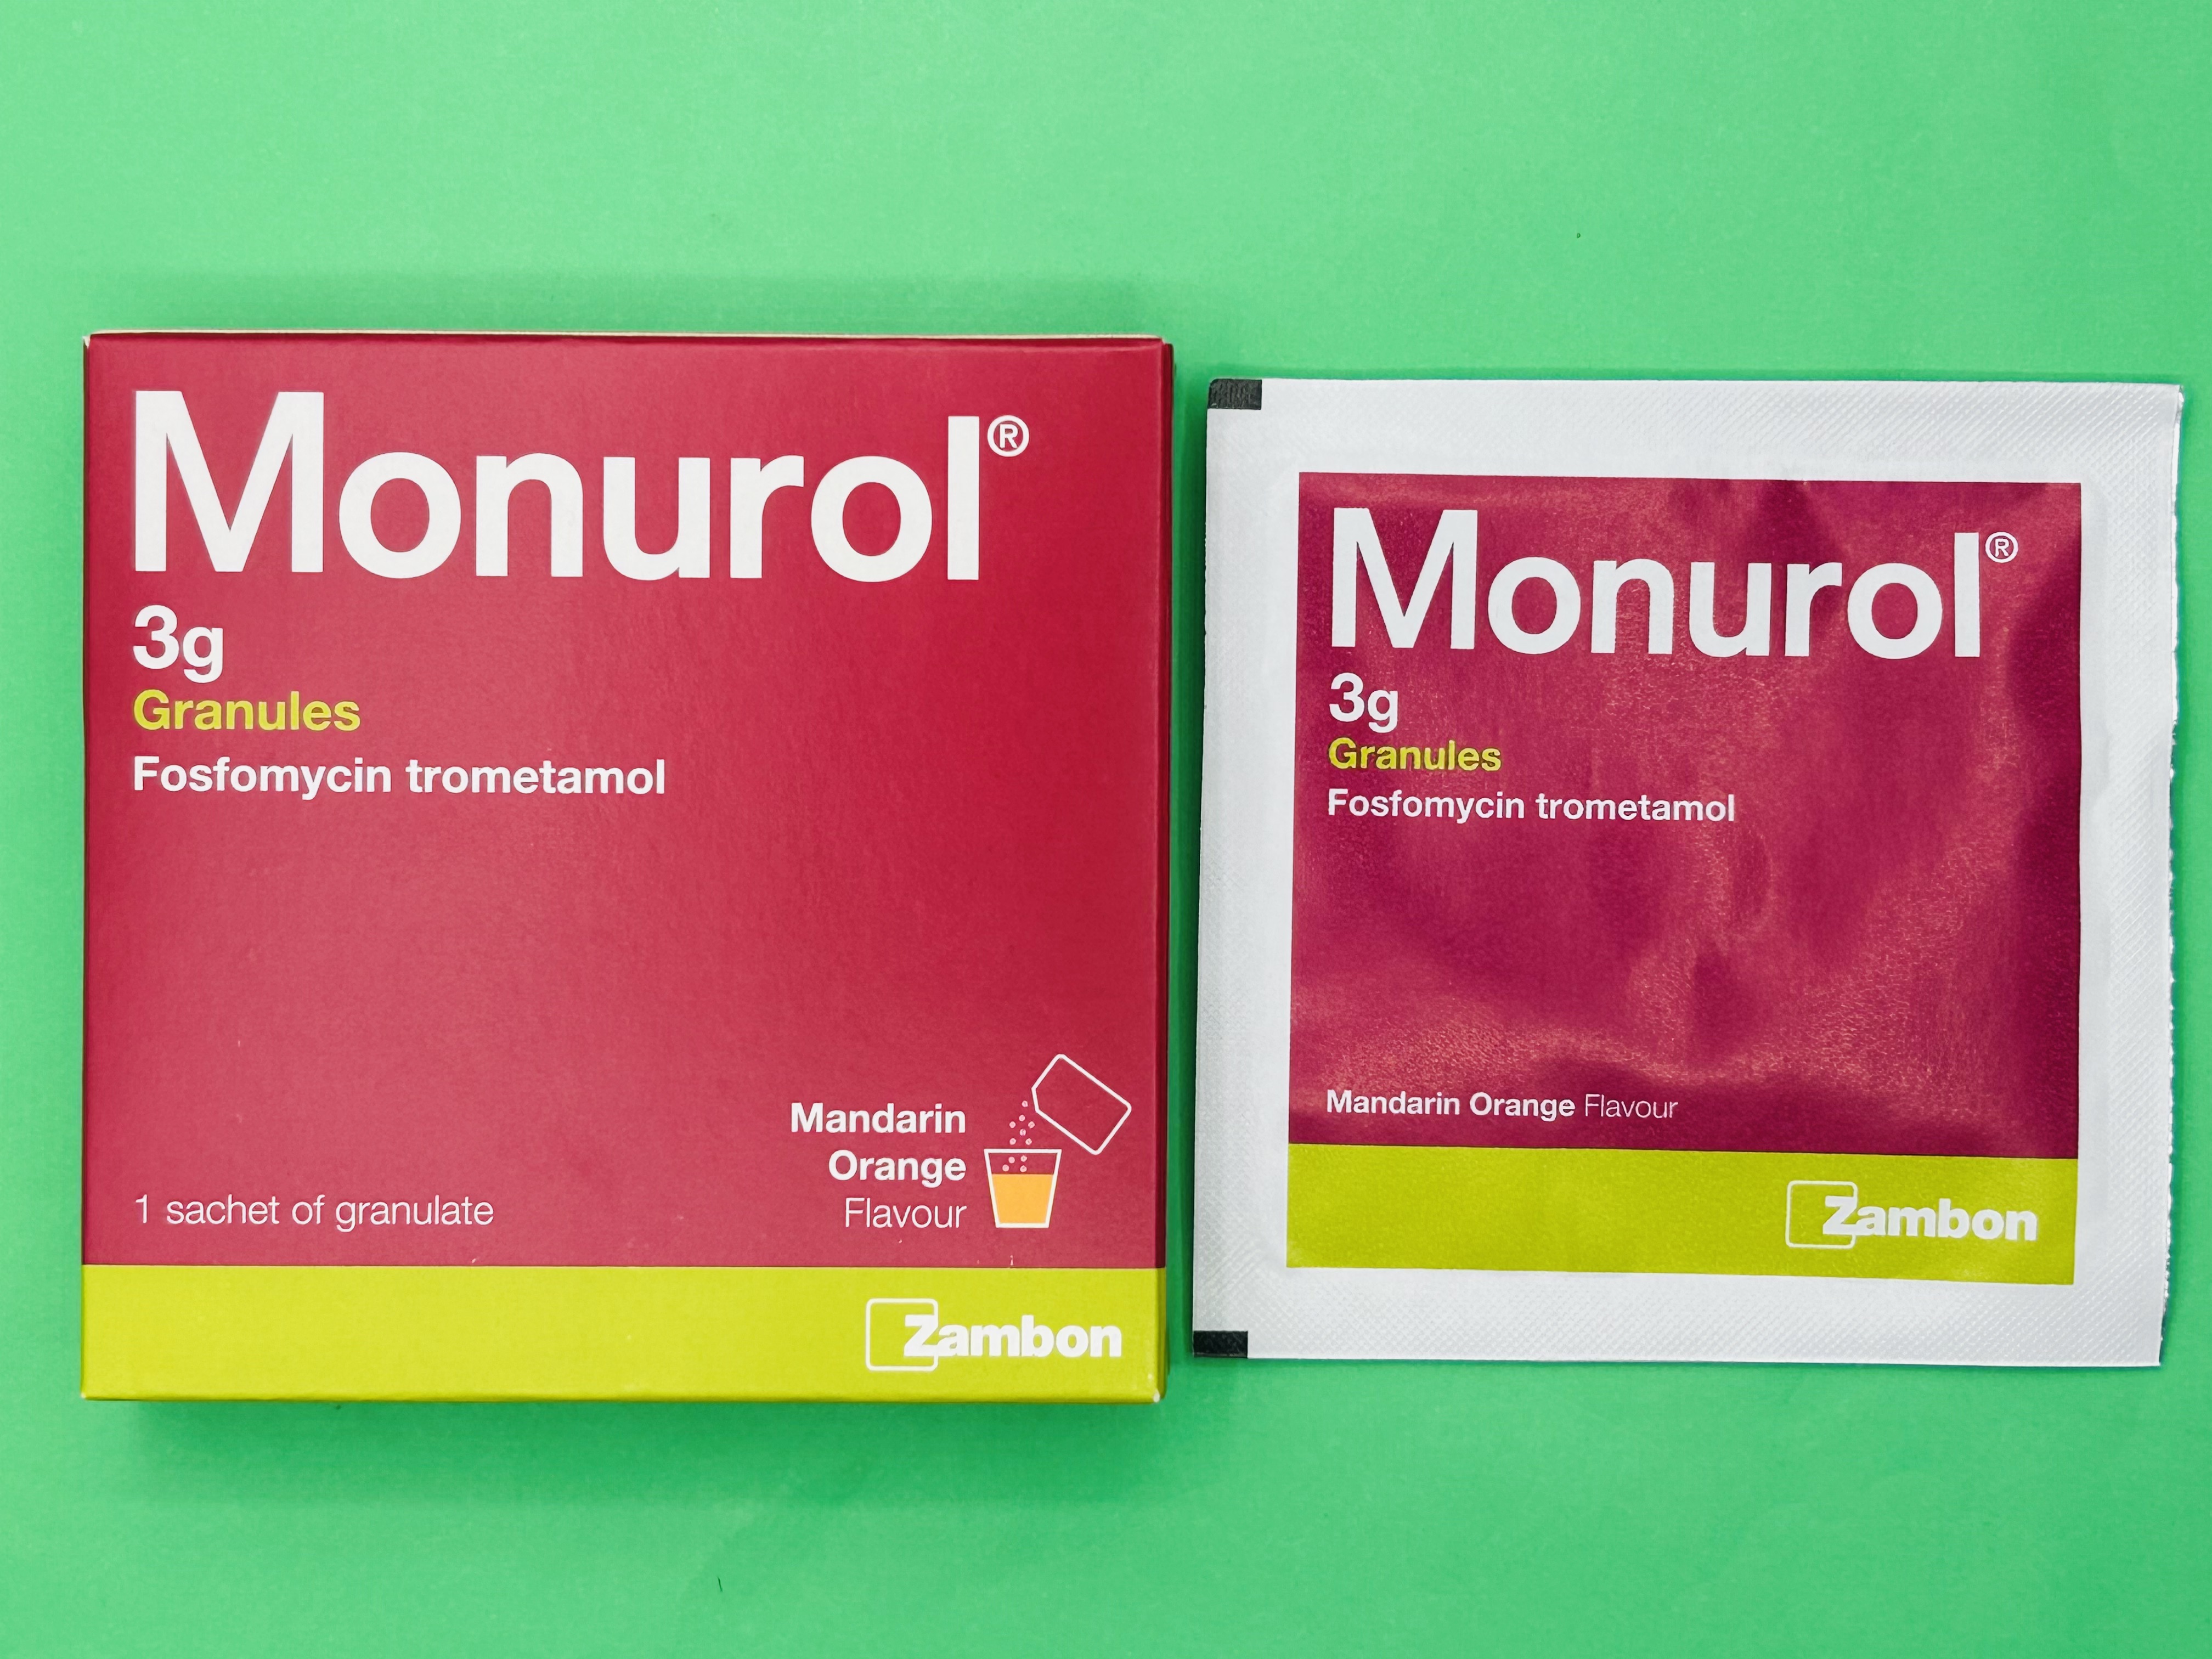 Monurol®
3g
Granules
Fosfomycin trometamol
1 sachet of granulate
Mandarin
Orange
Flavour
Zambon
Monurol®
3g
Granules
Fosfomycin trometamol
Mandarin Orange Flavour
Zambon